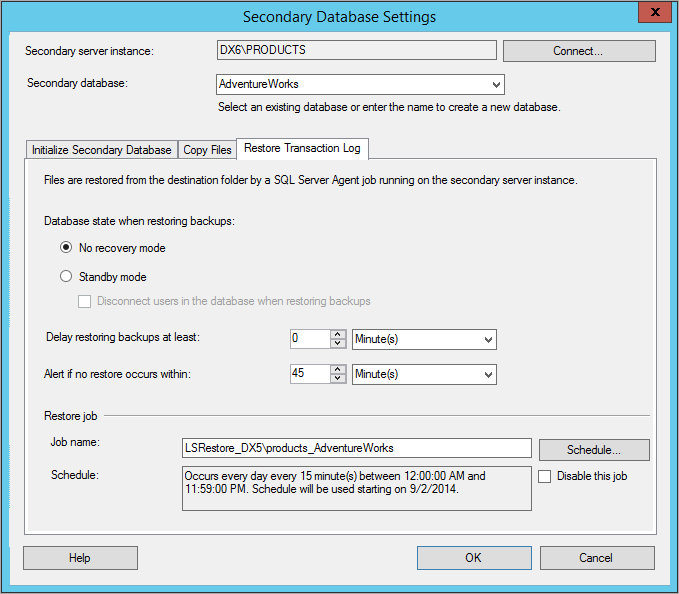 Secondary Database Settings
x
Secondary server instance:
DX6\PRODUCTS
Connect...
Secondary database:
AdventureWorks
Select an existing database or enter the name to create a new database.
Initialize Secondary Database
Copy Files
Restore Transaction Log
Files are restored from the destination folder by a SQL Server Agent job running on the secondary server instance.
Database state when restoring backups:
No recovery mode
Standby mode
Disconnect users in the database when restoring backups
Delay restoring backups at least:
0
Minute(s)
Alert if no restore occurs within:
45
Minute(s)
Restore job
Job name:
LSRestore_DX5\products_AdventureWorks
Schedule...
Schedule:
Occurs every day every 15 minute(s) between 12:00:00 AM and
11:59:00 PM. Schedule will be used starting on 9/2/2014.
Disable this job
Help
OK
Cancel